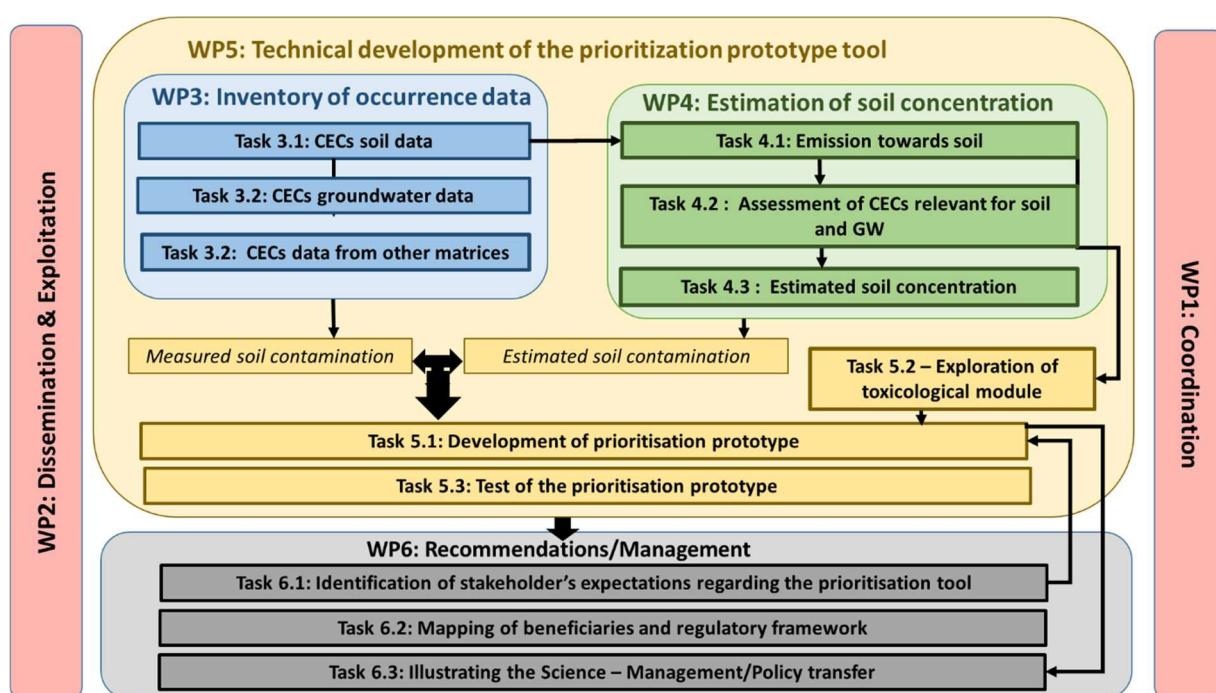 WP2: Dissemination & Exploitation
WP5: Technical development of the prioritization prototype tool
WP3: Inventory of occurrence data
Task 3.1: CECs soil data
Task 3.2: CECs groundwater data
Task 3.2: CECs data from other matrices
WP4: Estimation of soil concentration
Task 4.1: Emission towards soil
Task 4.2 : Assessment of CECs relevant for soil
and GW
Task 4.3 : Estimated soil concentration
Measured soil contamination
Estimated soil contamination
Task 5.2 – Exploration of
toxicological module
Task 5.1: Development of prioritisation prototype
Task 5.3: Test of the prioritisation prototype
WP6: Recommendations/Management
Task 6.1: Identification of stakeholder’s expectations regarding the prioritisation tool
Task 6.2: Mapping of beneficiaries and regulatory framework
Task 6.3: Illustrating the Science – Management/Policy transfer
WP1: Coordination